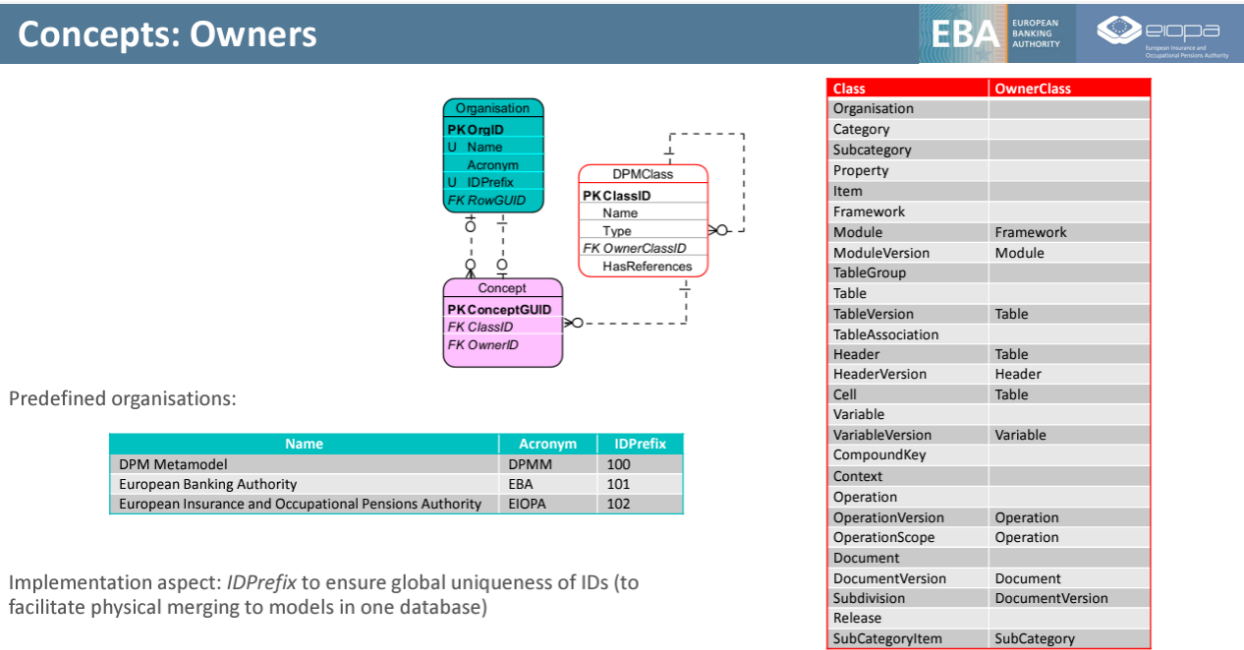 Concepts: Owners
EBA
EUROPEAN
BANKING
AUTHORITY
eiopa
European Insurance and
Occupational Pensions Authority
Organisation
PK OrgID
U Name
Acronym
U IDPrefix
FK RowGUID
DPMClass
PK ClassID
Name
Type
FK OwnerClassID
HasReferences
Concept
PK ConceptGUID
FK ClassID
FK OwnerID
Class OwnerClass
Organisation
Category
Subcategory
Property
Item
Framework
Module Framework
ModuleVersion Module
TableGroup
Table
TableVersion Table
TableAssociation
Header Table
HeaderVersion Header
Cell Table
Variable
VariableVersion Variable
CompoundKey
Context
Operation
OperationVersion Operation
OperationScope Operation
Document
DocumentVersion Document
Subdivision DocumentVersion
Release
SubCategoryItem SubCategory
Predefined organisations:
Name Acronym IDPrefix
DPM Metamodel DPMM 100
European Banking Authority EBA 101
European Insurance and Occupational Pensions Authority EIOPA 102
Implementation aspect: IDPrefix to ensure global uniqueness of IDs (to
facilitate physical merging to models in one database)